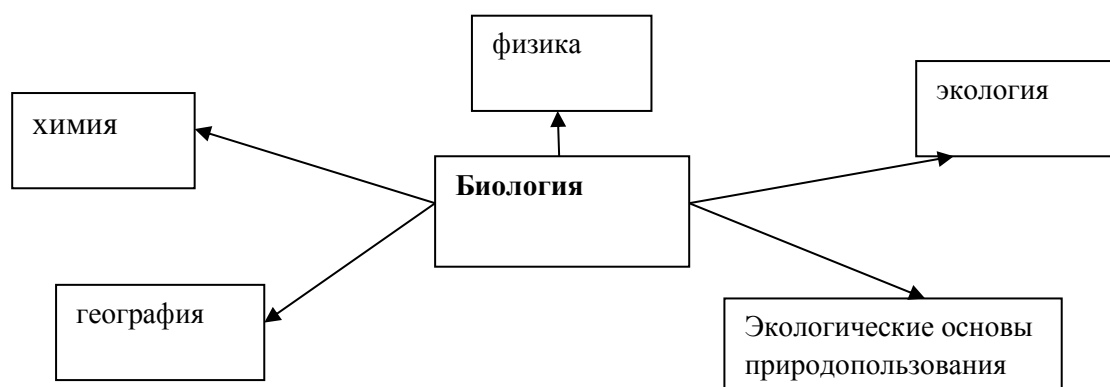 физика
экология
химия
Биология
география
Экологические основы
природопользования